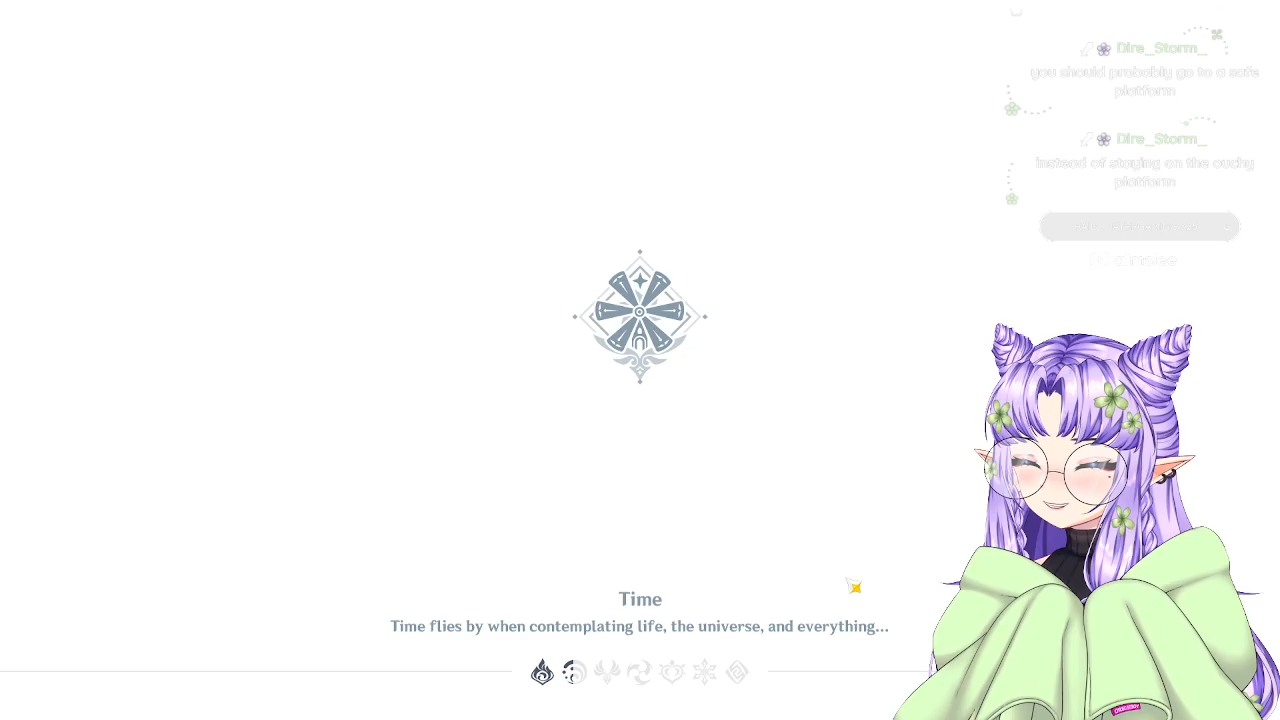 Dire_Storm_
you should probably go to a safe
platform
Dire_Storm_
instead of staying on the ouchy
platform
Time
Time flies by when contemplating life, the universe, and everything...